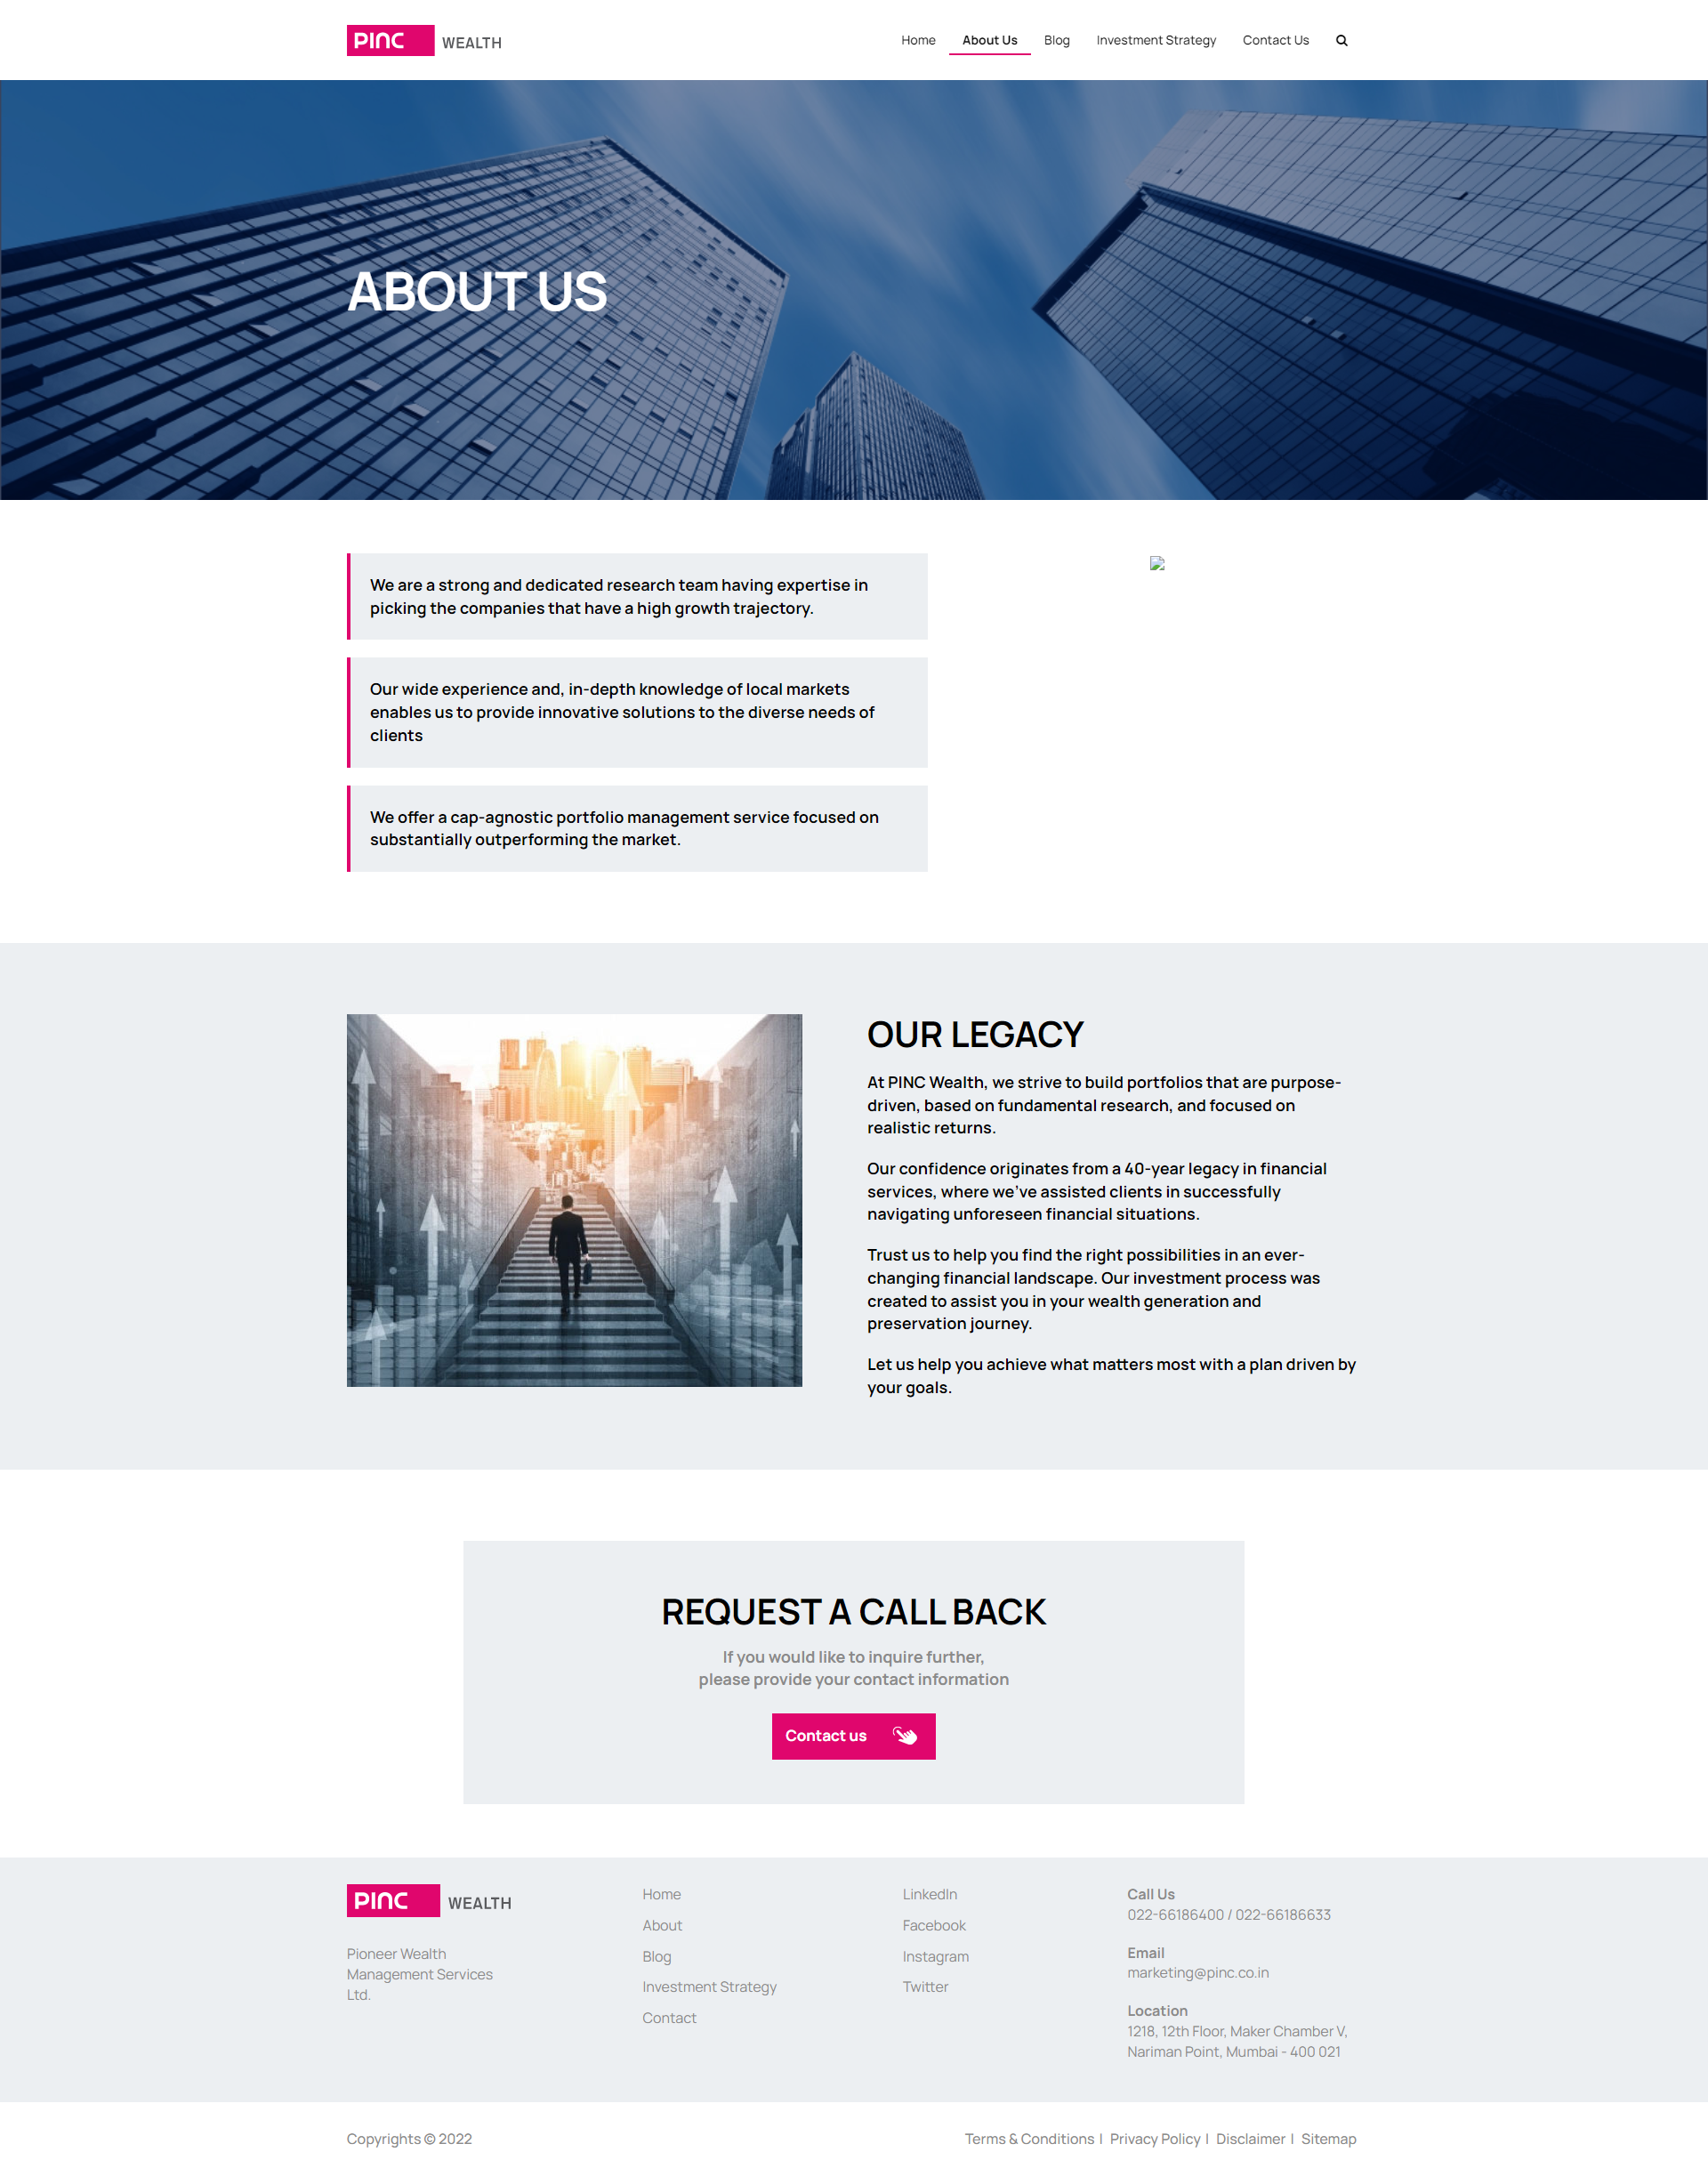 PINC WEALTH
Home About Us Blog Investment Strategy Contact Us
ABOUT US
We are a strong and dedicated research team having expertise in
picking the companies that have a high growth trajectory.
Our wide experience and, in-depth knowledge of local markets
enables us to provide innovative solutions to the diverse needs of
clients
We offer a cap-agnostic portfolio management service focused on
substantially outperforming the market.
OUR LEGACY
At PINC Wealth, we strive to build portfolios that are purpose-
driven, based on fundamental research, and focused on
realistic returns.
Our confidence originates from a 40-year legacy in financial
services, where we've assisted clients in successfully
navigating unforeseen financial situations.
Trust us to help you find the right possibilities in an ever-
changing financial landscape. Our investment process was
created to assist you in your wealth generation and
preservation journey.
Let us help you achieve what matters most with a plan driven by
your goals.
REQUEST A CALL BACK
If you would like to inquire further,
please provide your contact information
Contact us
PINC WEALTH
Pioneer Wealth
Management Services
Ltd.
Home
About
Blog
Investment Strategy
Contact
LinkedIn
Facebook
Instagram
Twitter
Call Us
022-66186400 / 022-66186633
Email
marketing@pinc.co.in
Location
1218, 12th Floor, Maker Chamber V,
Nariman Point, Mumbai - 400 021
Copyrights © 2022
Terms & Conditions | Privacy Policy | Disclaimer | Sitemap